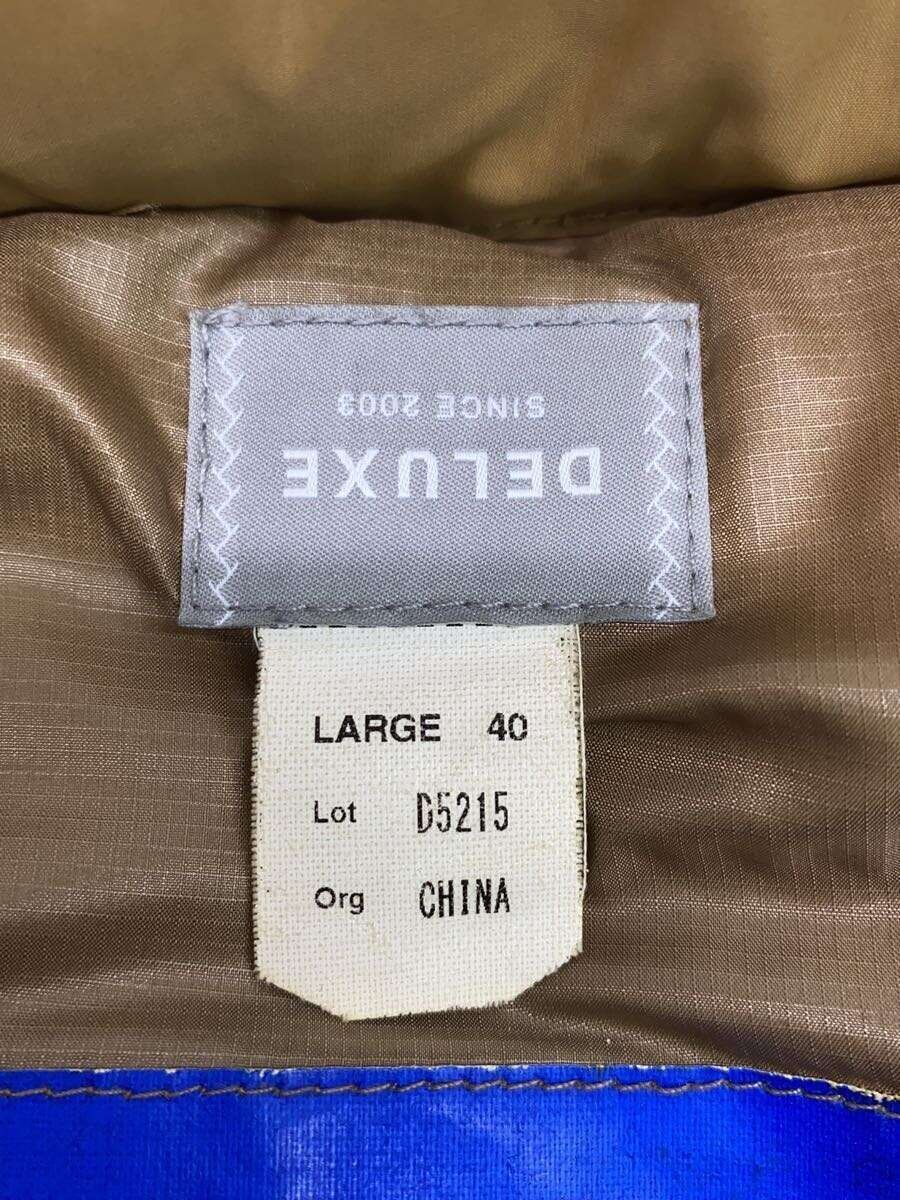 DELUXE
SINCE 2003
LARGE 40
Lot D5215
Org CHINA